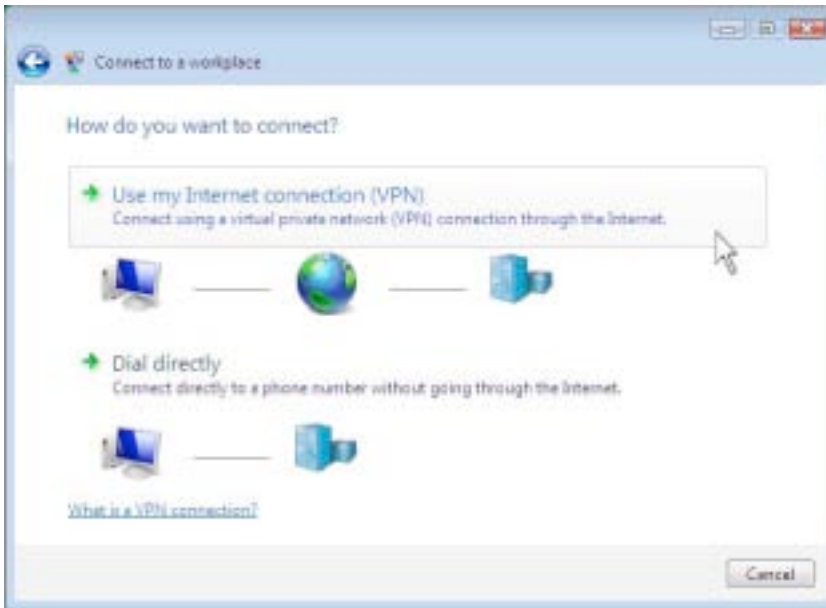 Connect to a workplace
How do you want to connect?
Use my Internet connection (VPN)
Connect using a virtual private network (VPN) connection through the Internet.
Dial directly
Connect directly to a phone number without going through the Internet.
What is a VPN connection?
Cancel